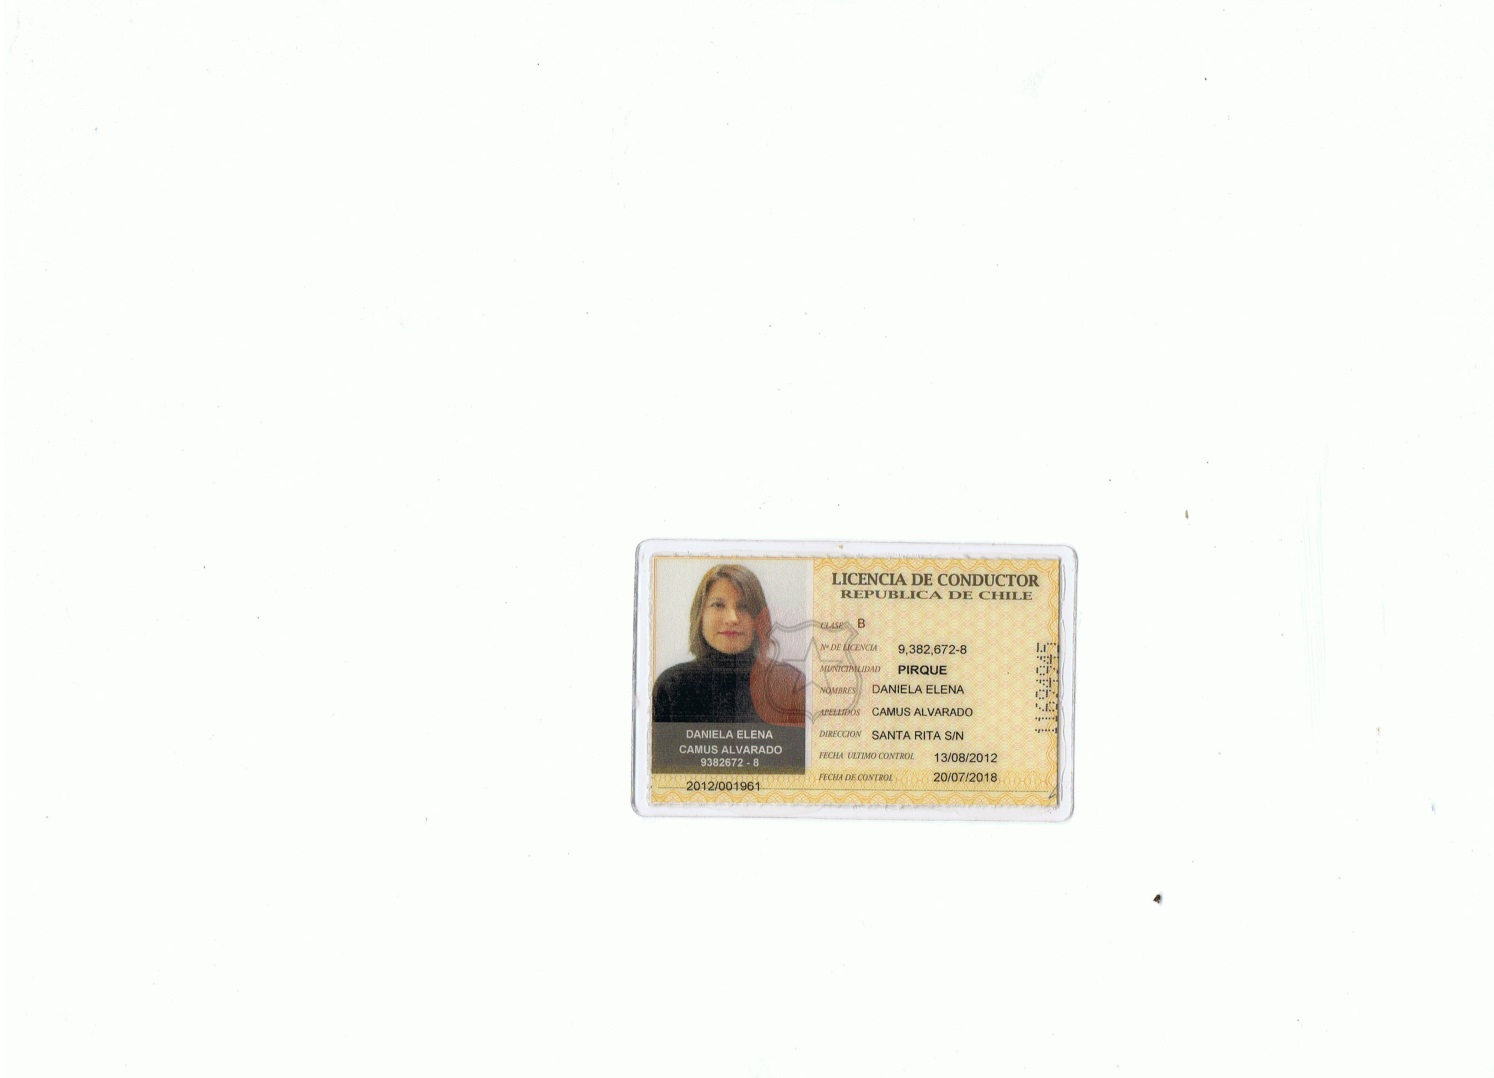 LICENCIA DE CONDUCTOR
REPUBLICA DE CHILE
CLASE B
Nº DE LICENCIA 9,382,672-8
MUNICIPALIDAD PIRQUE
NOMBRES DANIELA ELENA
APELLIDOS CAMUS ALVARADO
DIRECCION SANTA RITA S/N
FECHA ULTIMO CONTROL 13/08/2012
FECHA DE CONTROL 20/07/2018
DANIELA ELENA
CAMUS ALVARADO
9382672 - 8
2012/001961